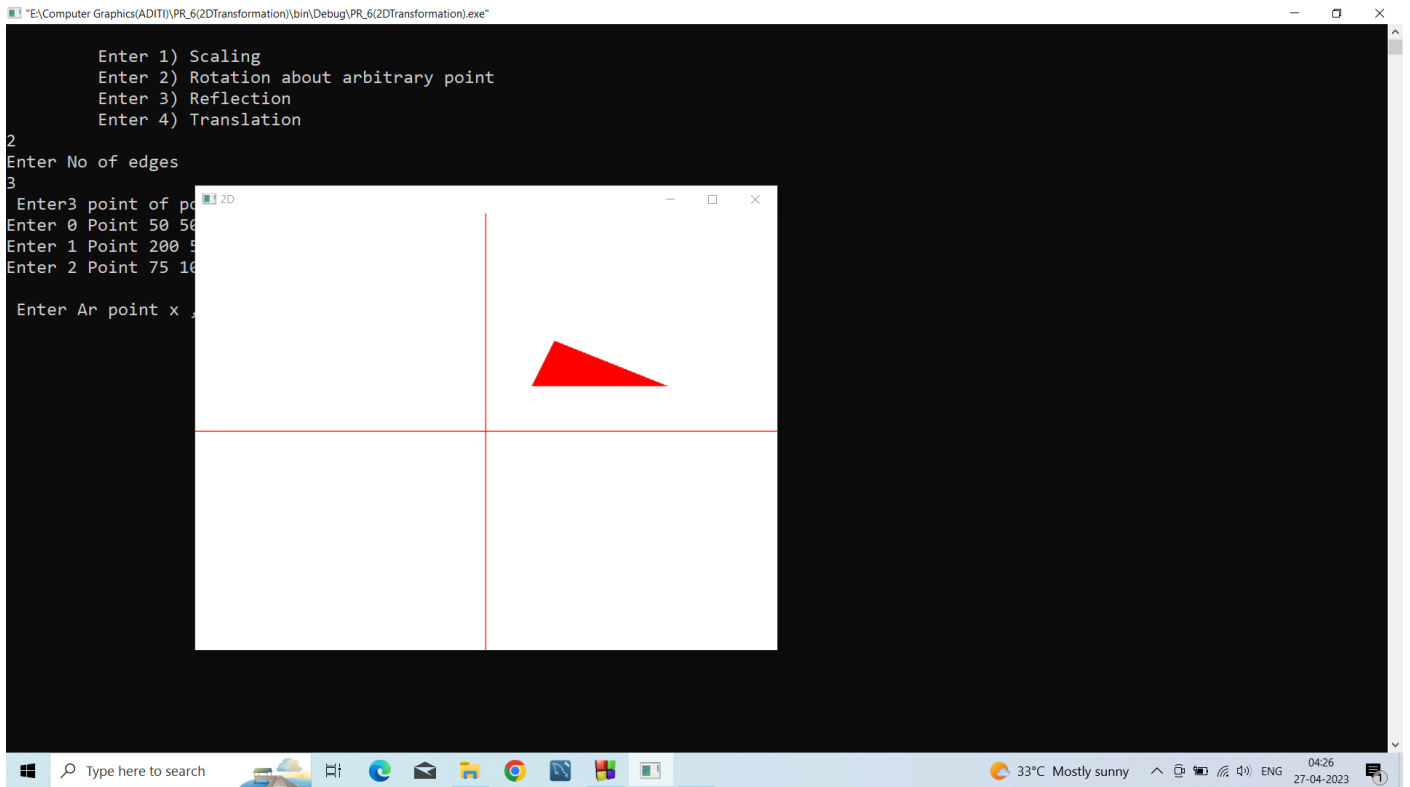 "E:\Computer Graphics(ADITI)\PR_6(2DTransformation)\bin\Debug\PR_6(2DTransformation).exe"
Enter 1) Scaling
Enter 2) Rotation about arbitrary point
Enter 3) Reflection
Enter 4) Translation
2
Enter No of edges
3
Enter3 point of
Enter 0 Point 50
Enter 1 Point 200
Enter 2 Point 75
Enter Ar point x ,
2D
Type here to search
33°C Mostly sunny
ENG
04:26
27-04-2023
1